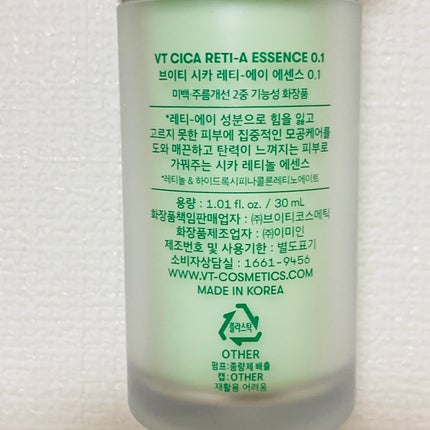 VT CICA RETI-A ESSENCE 0.1
브이티 시카 레티-에이 에센스 0.1
미백·주름개선 2중 기능성 화장품
*레티-에이 성분으로 힘을 잃고
고르지 못한 피부에 집중적인 모공케어를
도와 매끈하고 탄력이 느껴지는 피부로
가꿔주는 시카 레티놀 에센스
*레티놀 & 하이드록시피나콜론레티노에이트
용량 : 1.01 fl. oz. / 30 mL
화장품책임판매업자 : ㈜브이티코스메틱
화장품제조업자 : ㈜이미인
제조번호 및 사용기한 : 별도표기
소비자상담실 : 1661-9456
WWW.VT-COSMETICS.COM
MADE IN KOREA
플라스틱
OTHER
펌프:종량제 배출
캡:OTHER
재활용 어려움